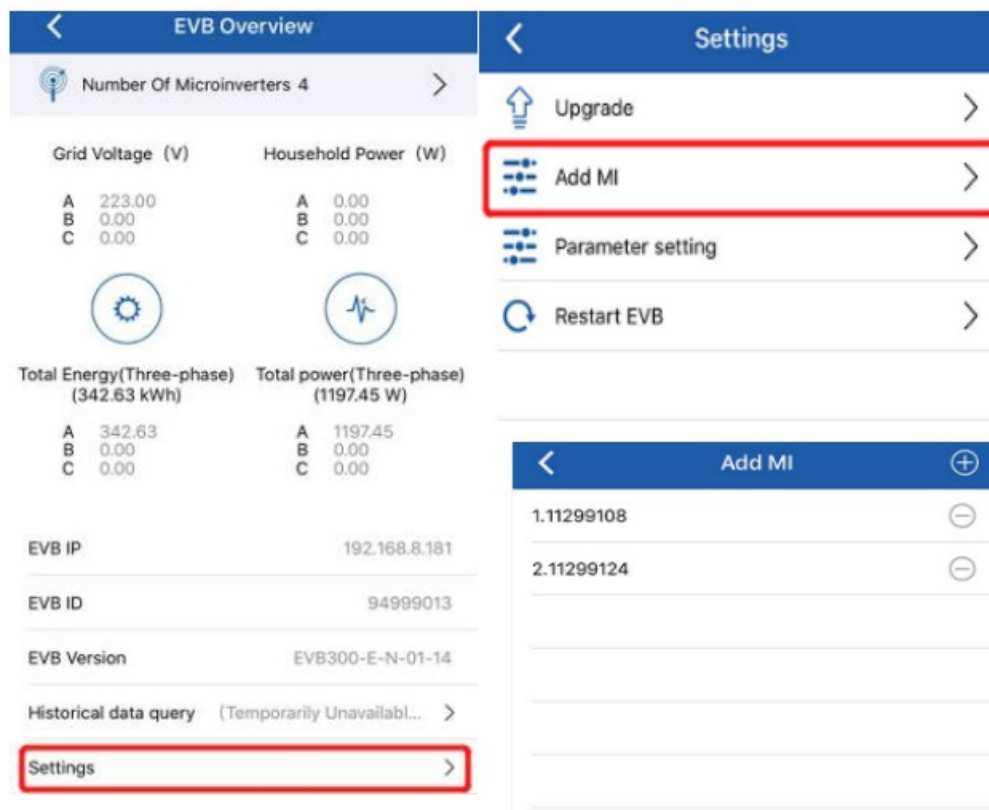 EVB Overview
Number Of Microinverters 4
Grid Voltage (V) Household Power (W)
A 223.00 A 0.00
B 0.00 B 0.00
C 0.00 C 0.00
Total Energy(Three-phase) Total power(Three-phase)
(342.63 kWh) (1197.45 W)
A 342.63 A 1197.45
B 0.00 B 0.00
C 0.00 C 0.00
EVB IP 192.168.8.181
EVB ID 94999013
EVB Version EVB300-E-N-01-14
Historical data query (Temporarily Unavailabl...
Settings
Settings
Upgrade
Add MI
Parameter setting
Restart EVB
Add MI
1.11299108
2.11299124